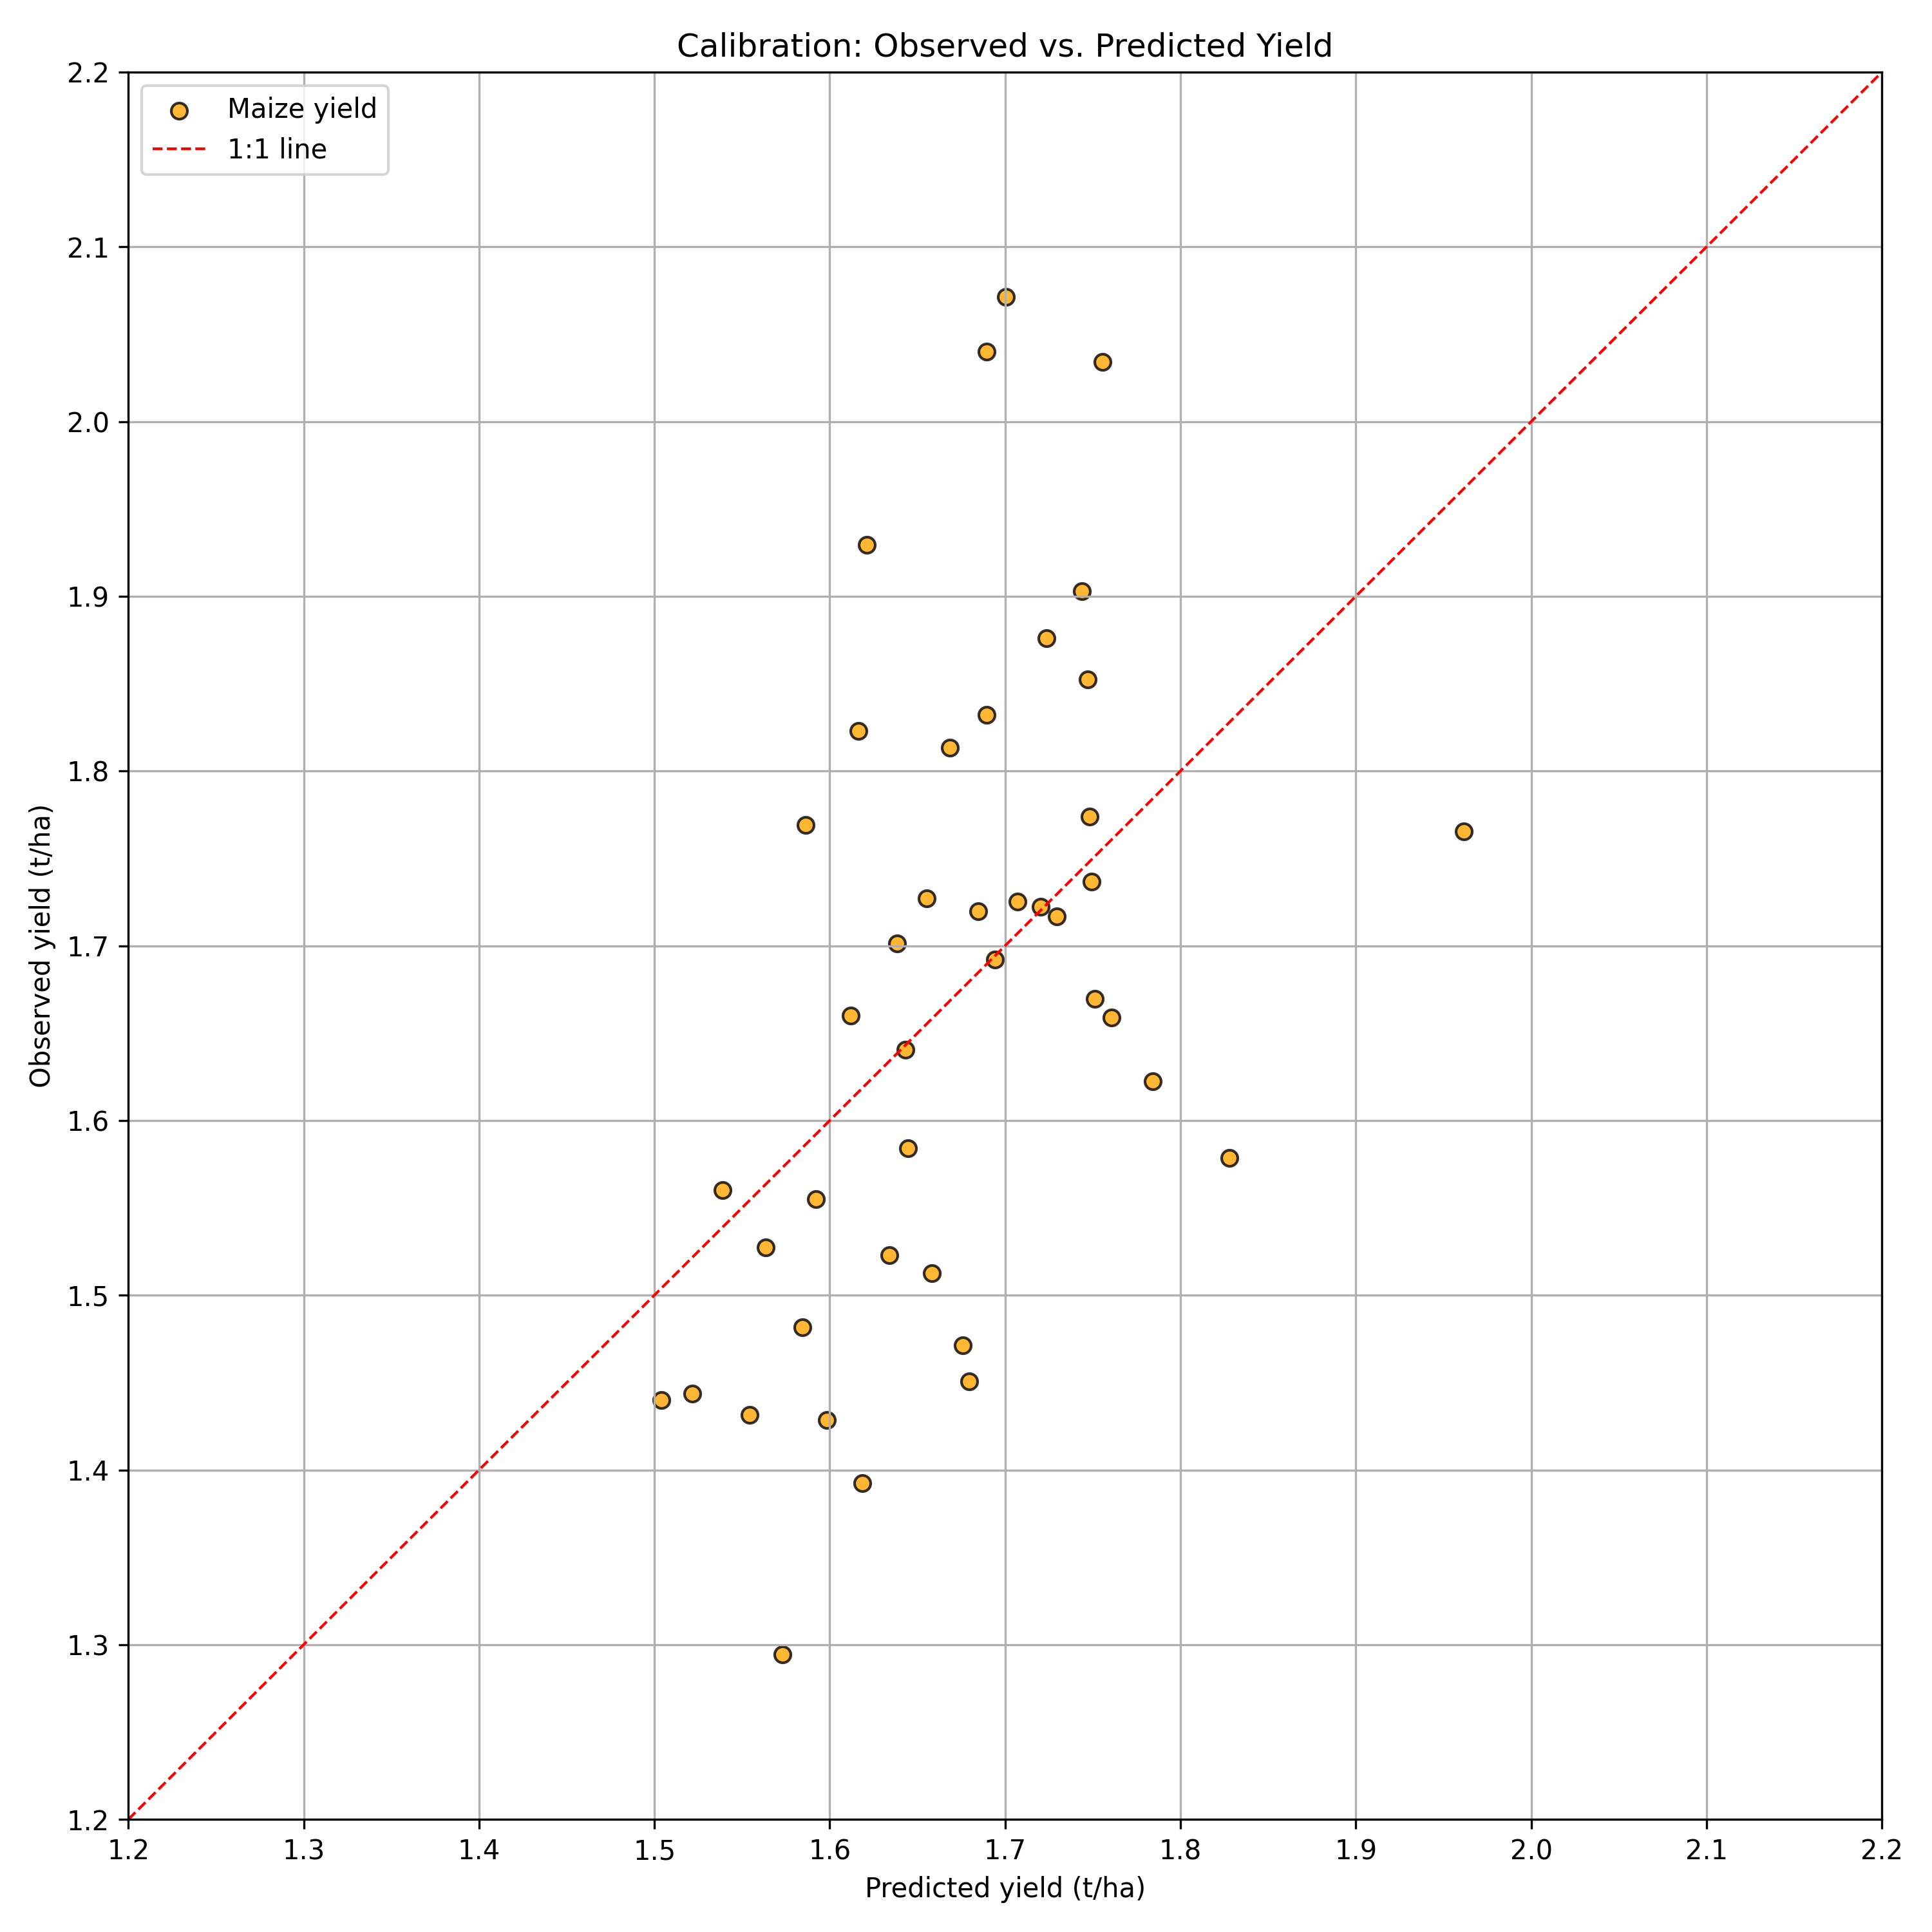 Calibration: Observed vs. Predicted Yield
Maize yield
1:1 line
2.2
2.1
2.0
1.9
1.8
1.7
1.6
1.5
1.4
1.3
1.2
Observed yield (t/ha)
1.2 1.3 1.4 1.5 1.6 1.7 1.8 1.9 2.0 2.1 2.2
Predicted yield (t/ha)